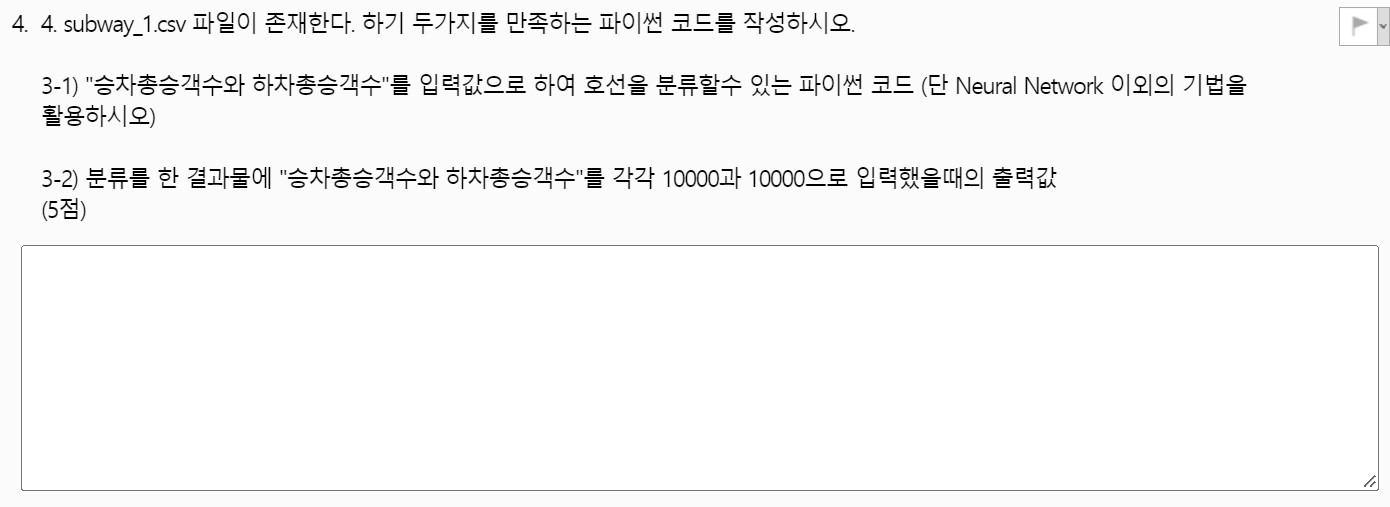 4. 4. subway_1.csv 파일이 존재한다. 하기 두가지를 만족하는 파이썬 코드를 작성하시오.
3-1) "승차총승객수와 하차총승객수"를 입력값으로 하여 호선을 분류할수 있는 파이썬 코드 (단 Neural Network 이외의 기법을
활용하시오)
3-2) 분류를 한 결과물에 "승차총승객수와 하차총승객수"를 각각 10000과 10000으로 입력했을때의 출력값
(5점)